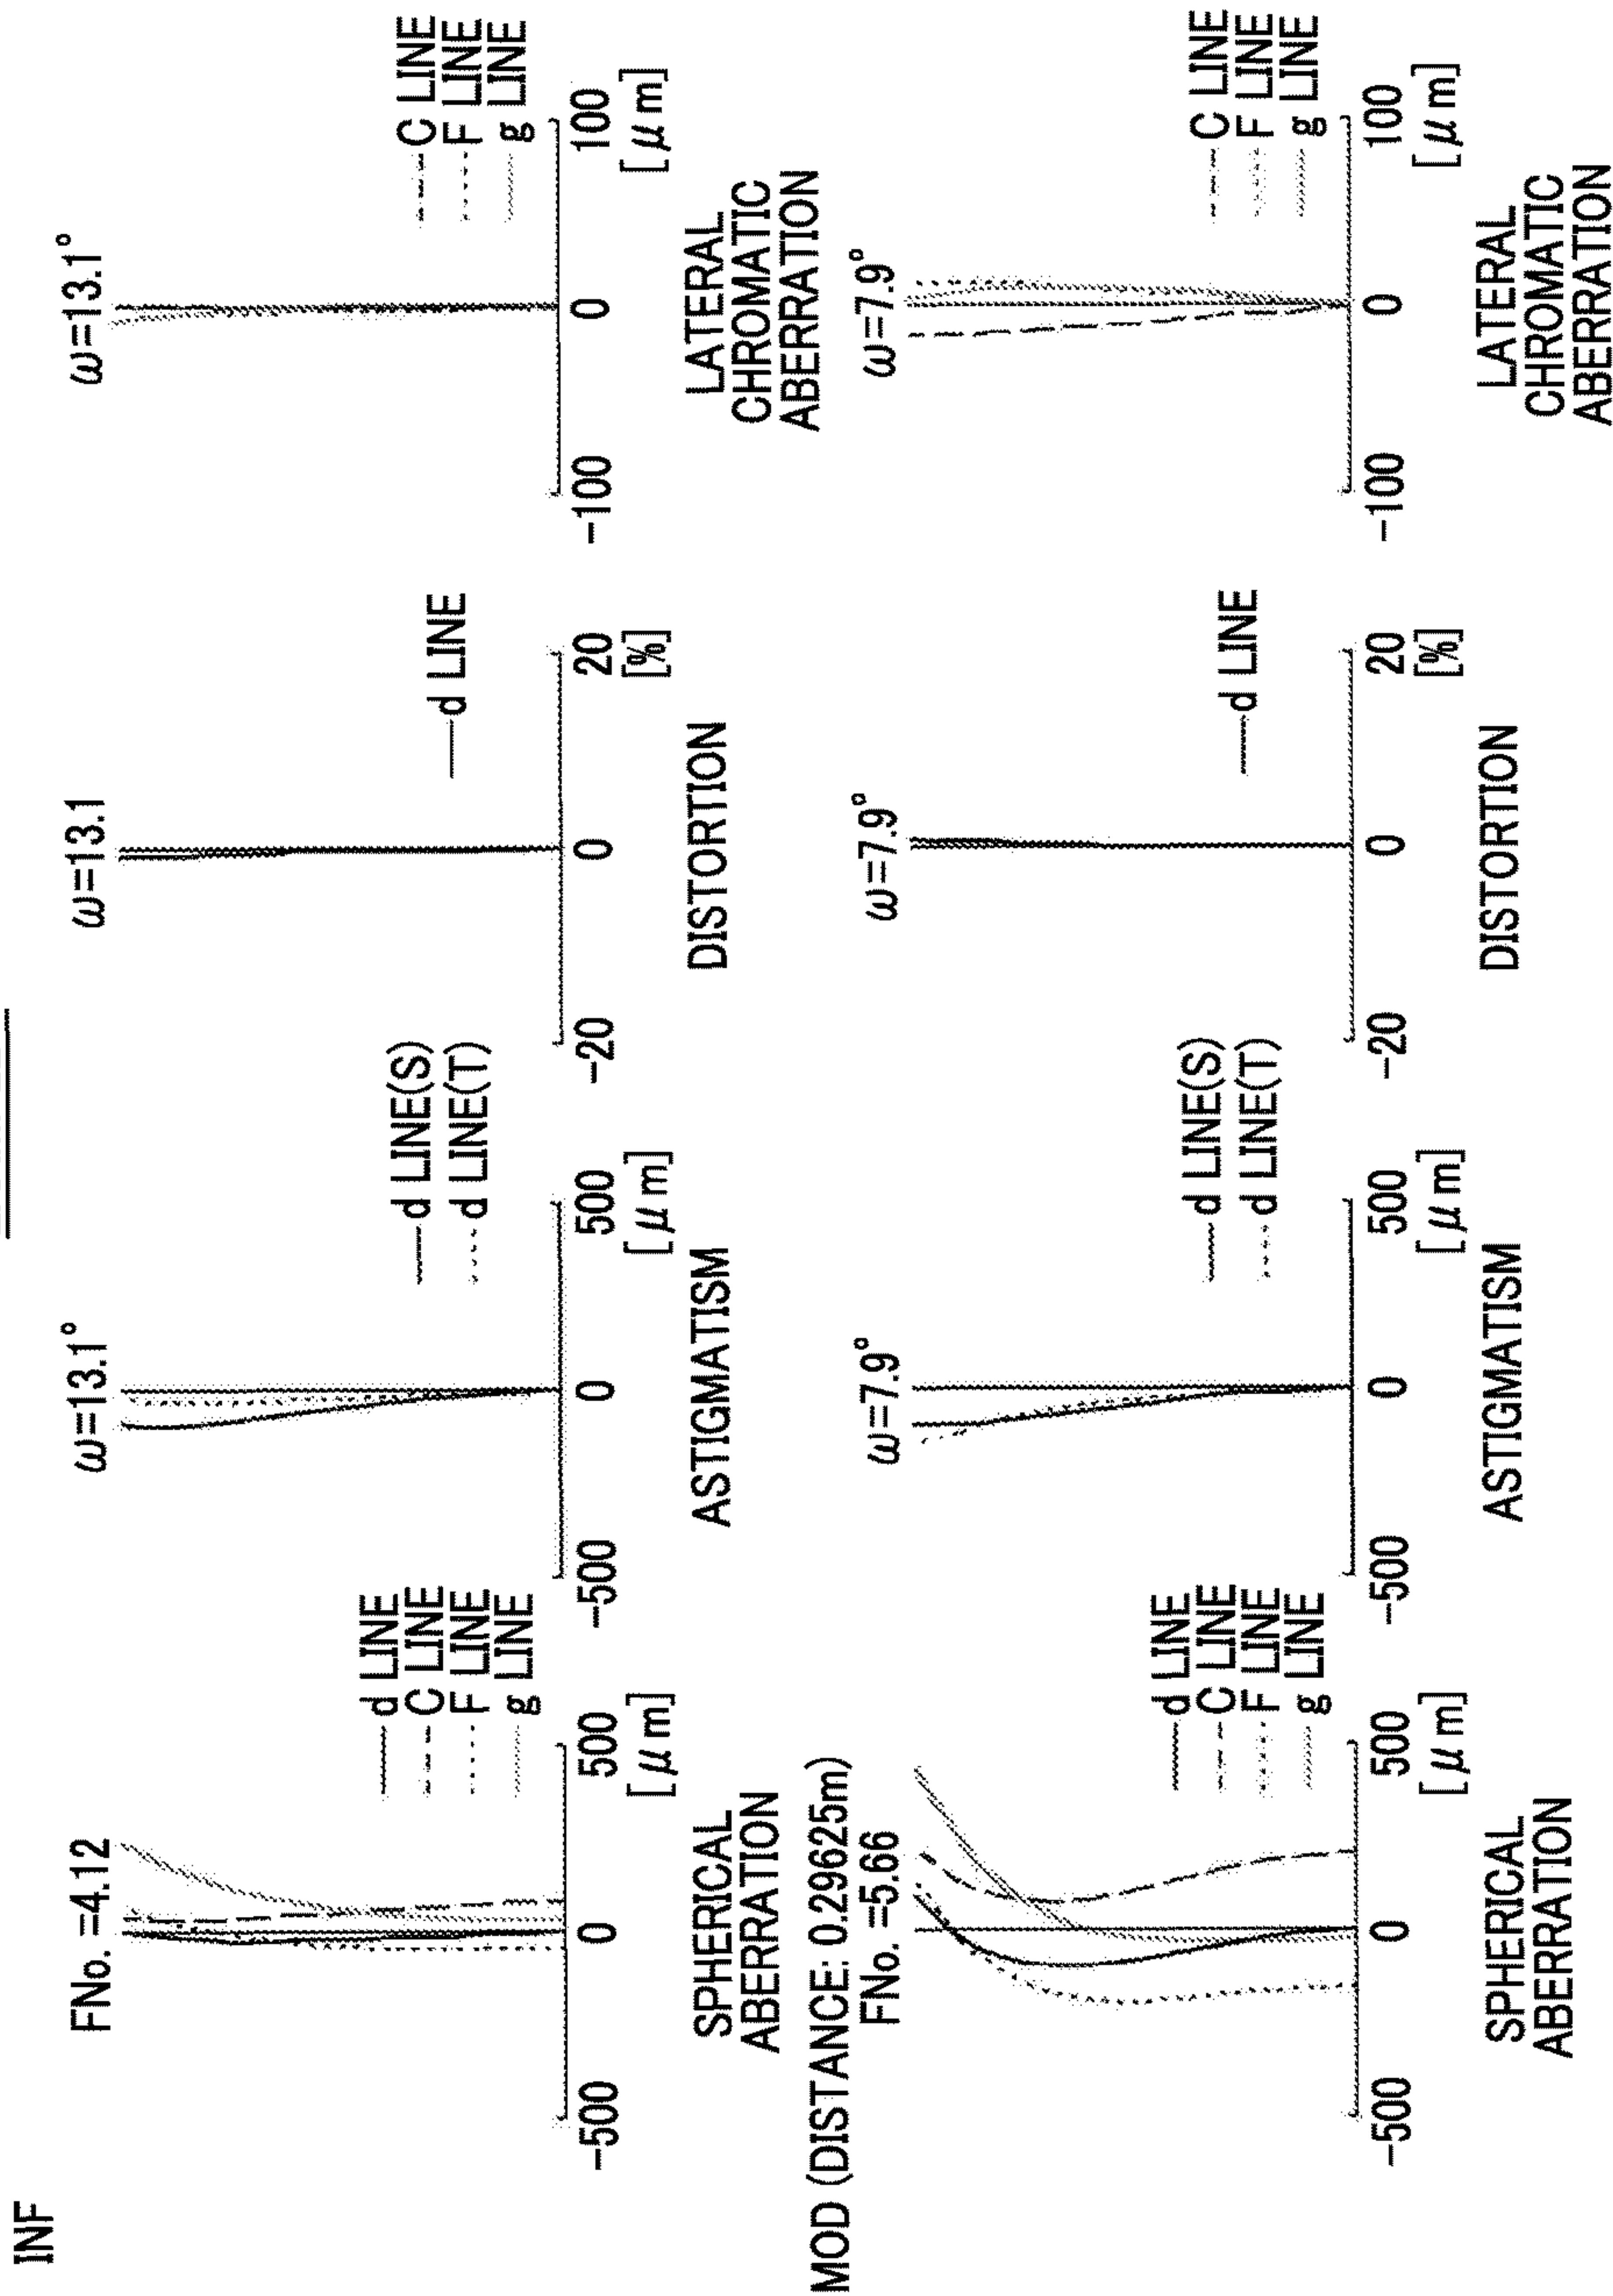 INF
FNo. =4.12
d LINE
C LINE
F LINE
g LINE
-500
0
500
[μm]
SPHERICAL
ABERRATION
ω=13.1°
d LINE(S)
d LINE(T)
-500
0
500
[μm]
ASTIGMATISM
ω=13.1
d LINE
-20
0
20
[%]
DISTORTION
ω=13.1°
C LINE
F LINE
g LINE
-100
0
100
[μm]
LATERAL
CHROMATIC
ABERRATION
MOD (DISTANCE: 0.29625m)
FNo. =5.66
d LINE
C LINE
F LINE
g LINE
-500
0
500
[μm]
SPHERICAL
ABERRATION
ω=7.9°
d LINE(S)
d LINE(T)
-500
0
500
[μm]
ASTIGMATISM
ω=7.9°
d LINE
-20
0
20
[%]
DISTORTION
ω=7.9°
C LINE
F LINE
g LINE
-100
0
100
[μm]
LATERAL
CHROMATIC
ABERRATION